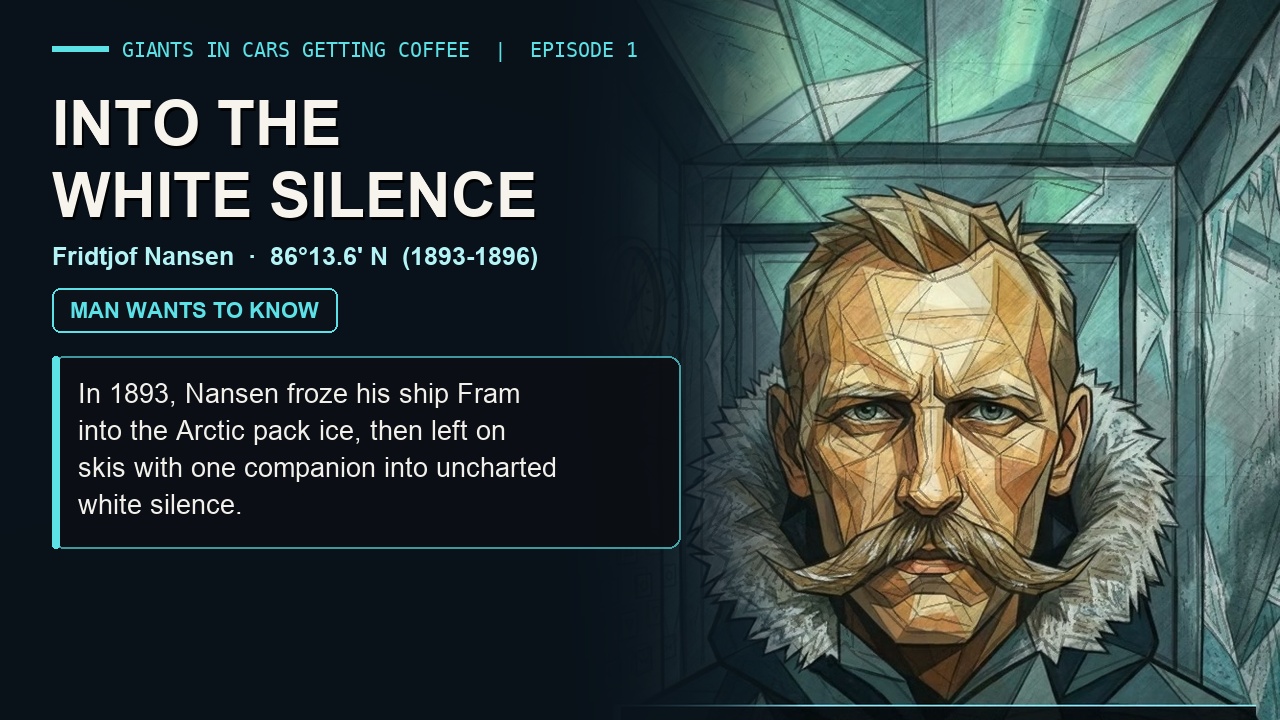 GIANTS IN CARS GETTING COFFEE | EPISODE 1
INTO THE
WHITE SILENCE
Fridtjof Nansen · 86°13.6' N (1893-1896)
MAN WANTS TO KNOW
In 1893, Nansen froze his ship Fram
into the Arctic pack ice, then left on
skis with one companion into uncharted
white silence.